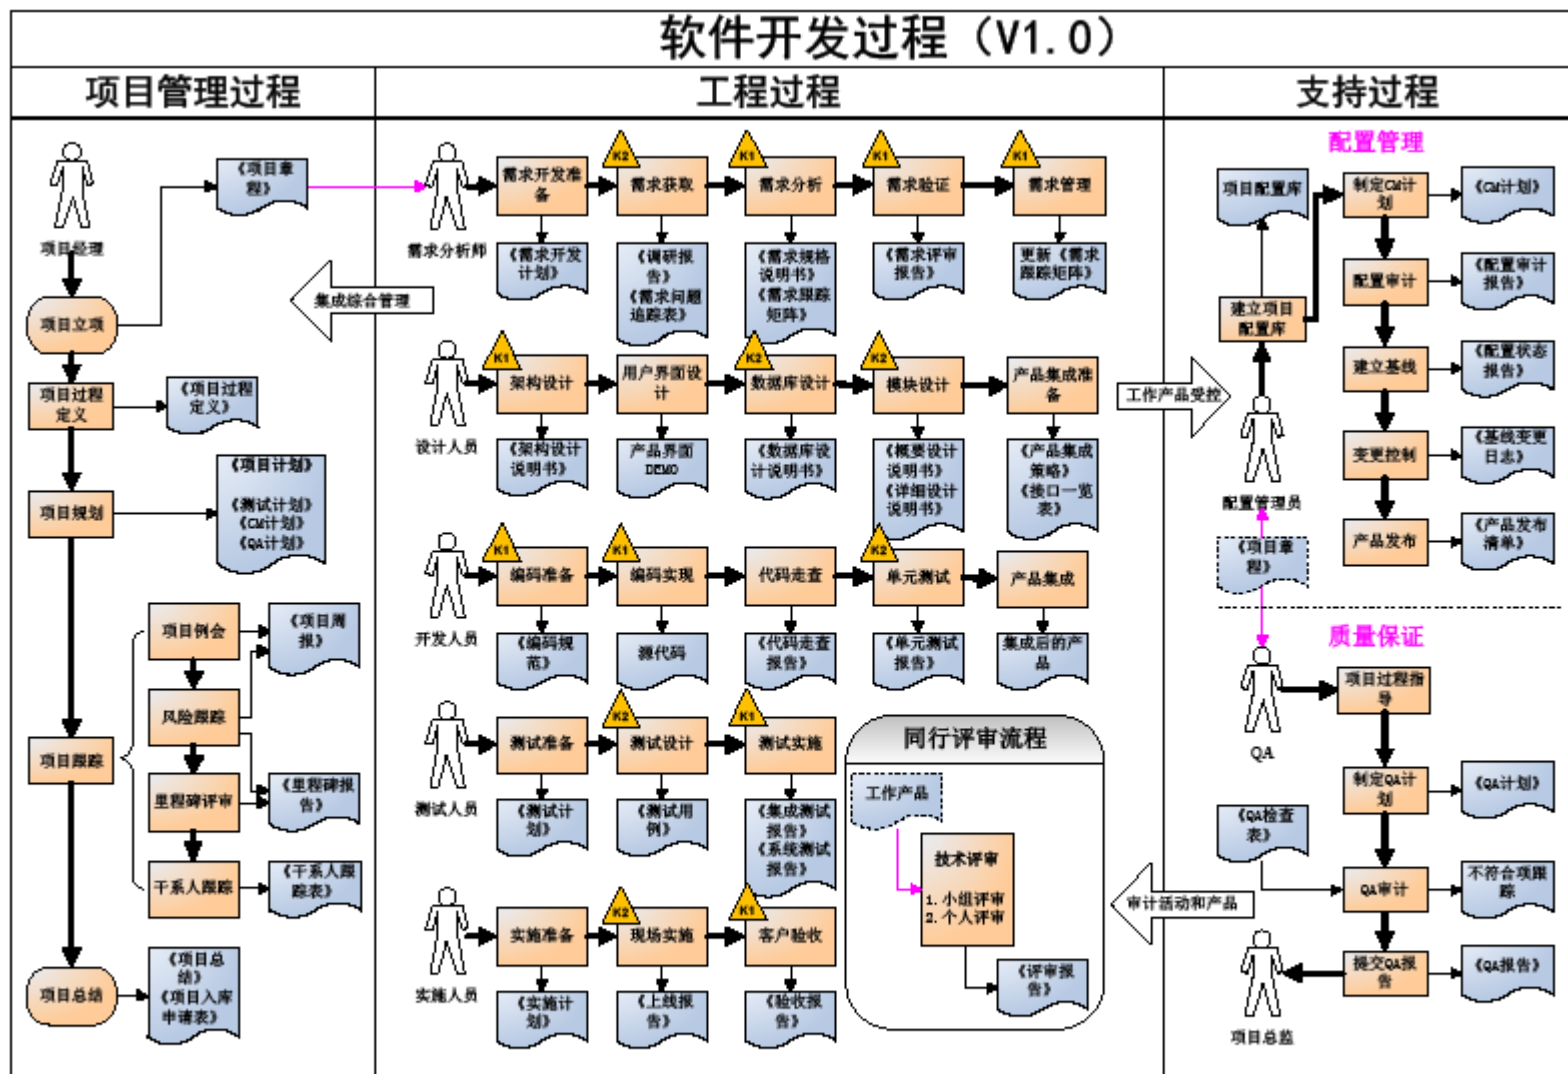 软件开发过程（V1.0）
项目管理过程
工程过程
支持过程
项目经理
《项目章
程》
项目立项
项目过程
定义
《项目过程
定义》
项目规划
《项目计划》
《测试计划》
《CM计划》
《QA计划》
项目跟踪
项目例会
《项目周
报》
风险跟踪
里程碑评审
《里程碑报
告》
干系人跟踪
《干系人跟
踪表》
项目总结
《项目总
结》
《项目入库
申请表》
集成综合管理
需求分析师
需求开发准
备
K2
需求获取
K1
需求分析
K1
需求验证
K1
需求管理
《需求开发
计划》
《调研报
告》
《需求问题
追踪表》
《需求规格
说明书》
《需求跟踪
矩阵》
《需求评审
报告》
更新《需求
跟踪矩阵》
设计人员
K1
架构设计
用户界面设
计
K2
数据库设计
K2
模块设计
产品集成准
备
《架构设计
说明书》
产品界面
DEMO
《数据库设
计说明书》
《概要设计
说明书》
《详细设计
说明书》
《产品集成
策略》
《接口一览
表》
开发人员
K1
编码准备
K1
编码实现
代码走查
K2
单元测试
产品集成
《编码规
范》
源代码
《代码走查
报告》
《单元测试
报告》
集成后的产
品
测试人员
测试准备
K2
测试设计
K1
测试实施
《测试计
划》
《测试用
例》
《集成测试
报告》
《系统测试
报告》
实施人员
实施准备
K2
现场实施
K1
客户验收
《实施计
划》
《上线报
告》
《验收报
告》
同行评审流程
工作产品
技术评审
1.小组评审
2.个人评审
《评审报
告》
工作产品受控
审计活动和产品
配置管理
项目配置库
建立项目
配置库
配置管理员
制定CM计
划
《CM计划》
配置审计
《配置审计
报告》
建立基线
《配置状态
报告》
变更控制
《基线变更
日志》
产品发布
《产品发布
清单》
《项目章
程》
质量保证
QA
项目过程指
导
制定QA计
划
《QA计划》
《QA检查
表》
QA审计
不符合项跟
踪
提交QA报
告
《QA报告》
项目总监